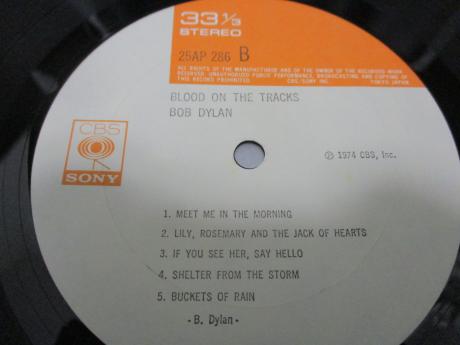 33 1/3
STEREO
25AP 286 B
ALL RIGHTS OF THE MANUFACTURER AND OF THE OWNER OF THE RECORDED WORK
RESERVED. UNAUTHORIZED PUBLIC PERFORMANCE, BROADCASTING AND COPYING OF
THIS RECORD PROHIBITED
CBS/SONY INC. TOKYO JAPAN
BLOOD ON THE TRACKS
BOB DYLAN
CBS
SONY
℗ 1974 CBS, Inc.
1. MEET ME IN THE MORNING
2. LILY, ROSEMARY AND THE JACK OF HEARTS
3. IF YOU SEE HER, SAY HELLO
4. SHELTER FROM THE STORM
5. BUCKETS OF RAIN
- B. Dylan -